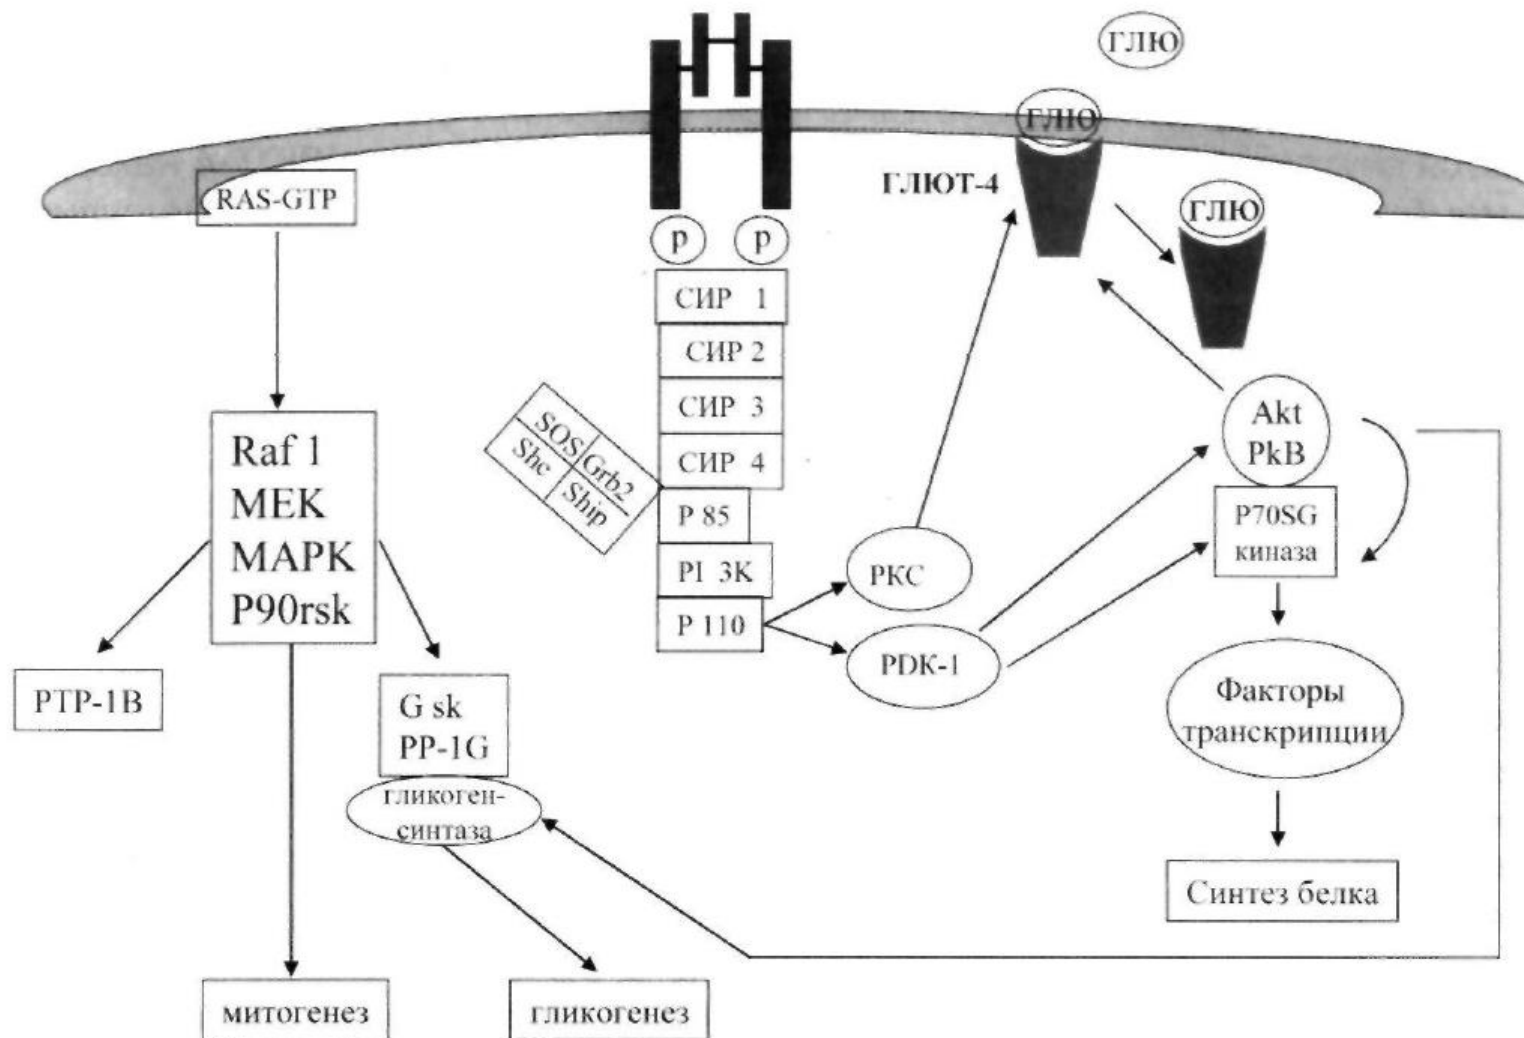 ГЛЮ
ГЛЮ
ГЛЮТ-4
ГЛЮ
RAS-GTP
p
p
СИР 1
СИР 2
СИР 3
СИР 4
SOS
Grb2
Shc
Ship
P 85
PI 3K
P 110
Raf 1
MEK
MAPK
P90rsk
PTP-1B
G sk
PP-1G
гликоген-
синтаза
митогенез
гликогенез
PKC
PDK-1
Akt
PkB
P70SG
киназа
Факторы
транскрипции
Синтез белка